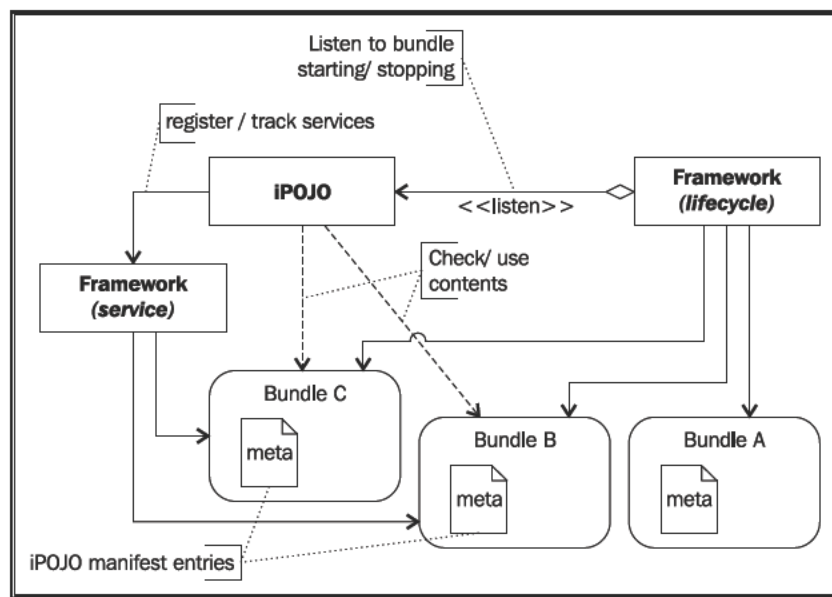 Listen to bundle
starting/ stopping
register / track services
iPOJO
<<listen>>
Framework
(lifecycle)
Framework
(service)
Check/ use
contents
Bundle C
meta
Bundle B
meta
Bundle A
meta
iPOJO manifest entries